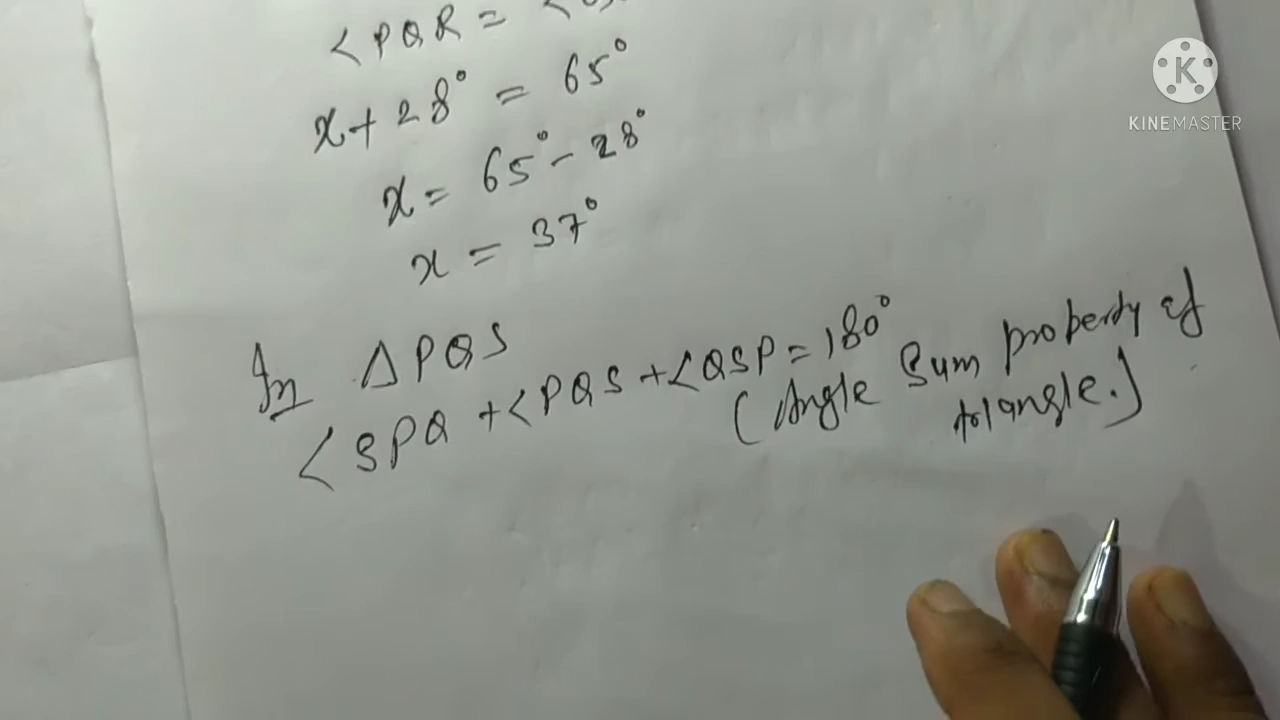 <PQR = <
x + 28° = 65°
x = 65° - 28°
x = 37°
In ΔPQS
<SPQ + <PQS + <QSP = 180°
(Angle Sum property of
triangle.)
KINEMASTER